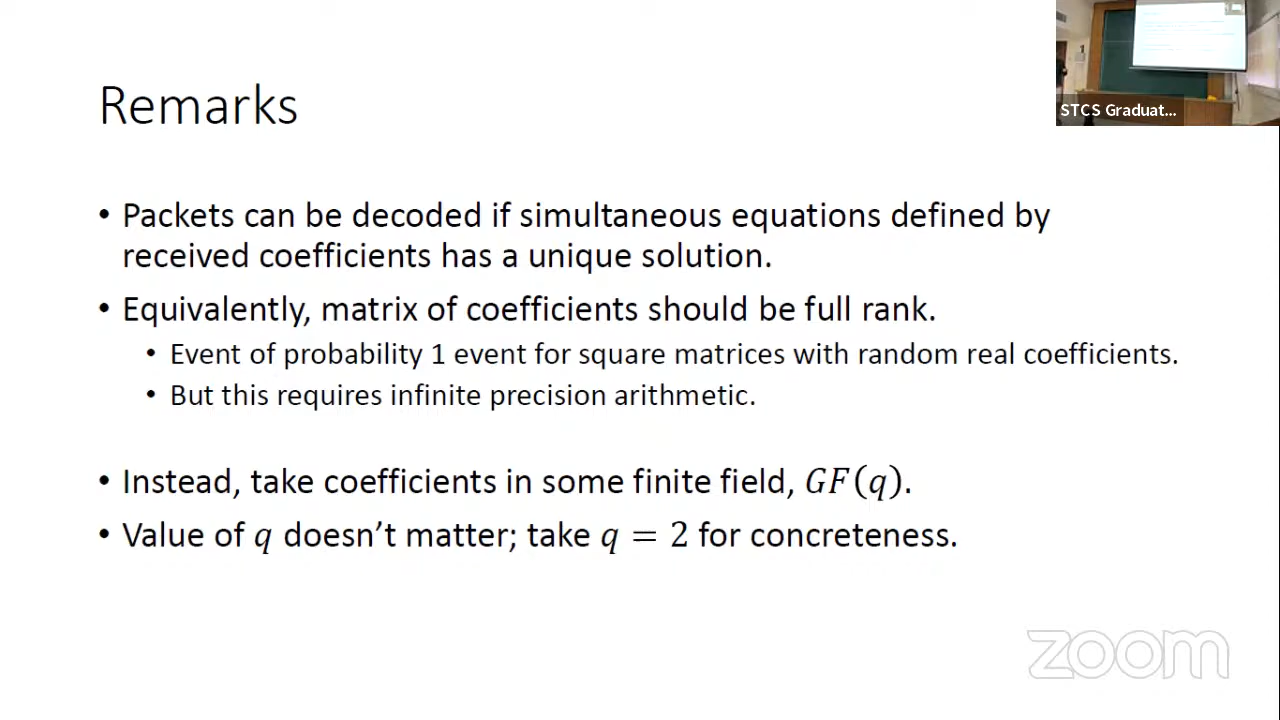 STCS Graduat...
Remarks
• Packets can be decoded if simultaneous equations defined by
received coefficients has a unique solution.
• Equivalently, matrix of coefficients should be full rank.
• Event of probability 1 event for square matrices with random real coefficients.
• But this requires infinite precision arithmetic.
• Instead, take coefficients in some finite field, GF(q).
• Value of q doesn't matter; take q = 2 for concreteness.
zoom